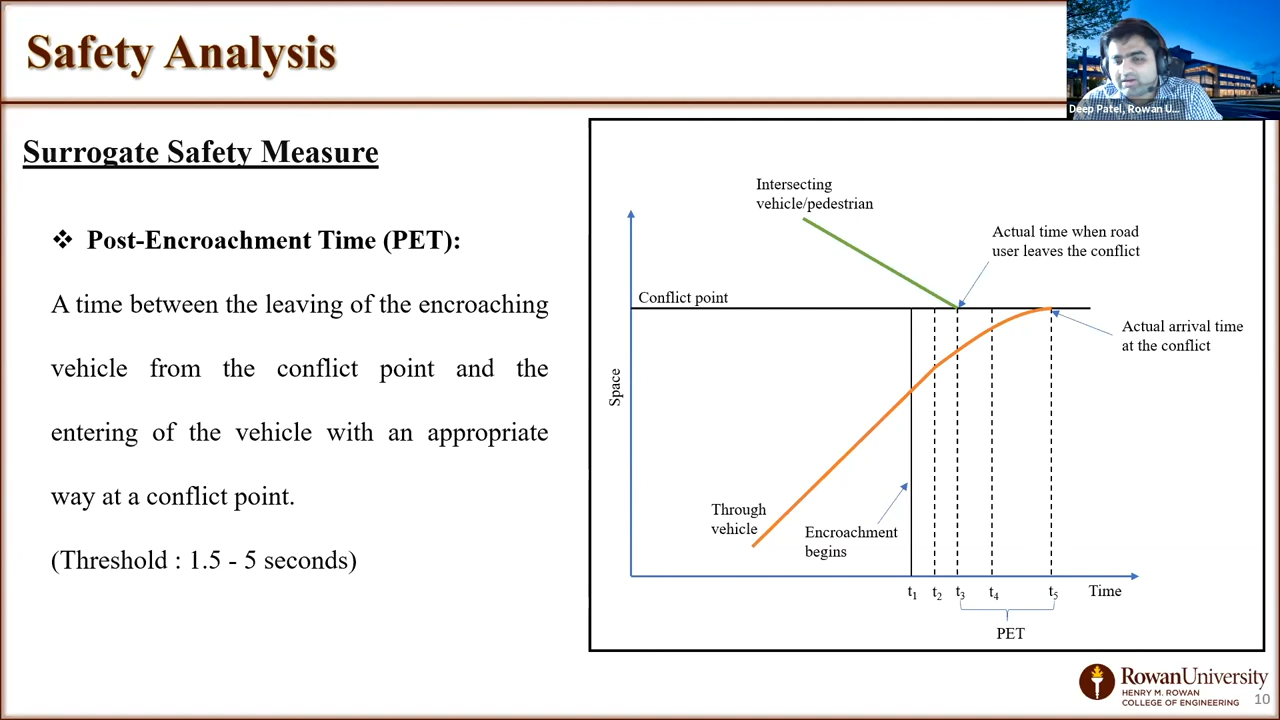 Safety Analysis
Deep Patel, Rowan U...
Surrogate Safety Measure
❖ Post-Encroachment Time (PET):
A time between the leaving of the encroaching
vehicle from the conflict point and the
entering of the vehicle with an appropriate
way at a conflict point.
(Threshold : 1.5 - 5 seconds)
Intersecting
vehicle/pedestrian
Actual time when road
user leaves the conflict
Conflict point
Actual arrival time
at the conflict
Space
Through
vehicle
Encroachment
begins
t1 t2 t3 t4 t5 Time
PET
Rowan University
HENRY M. ROWAN
COLLEGE OF ENGINEERING
10